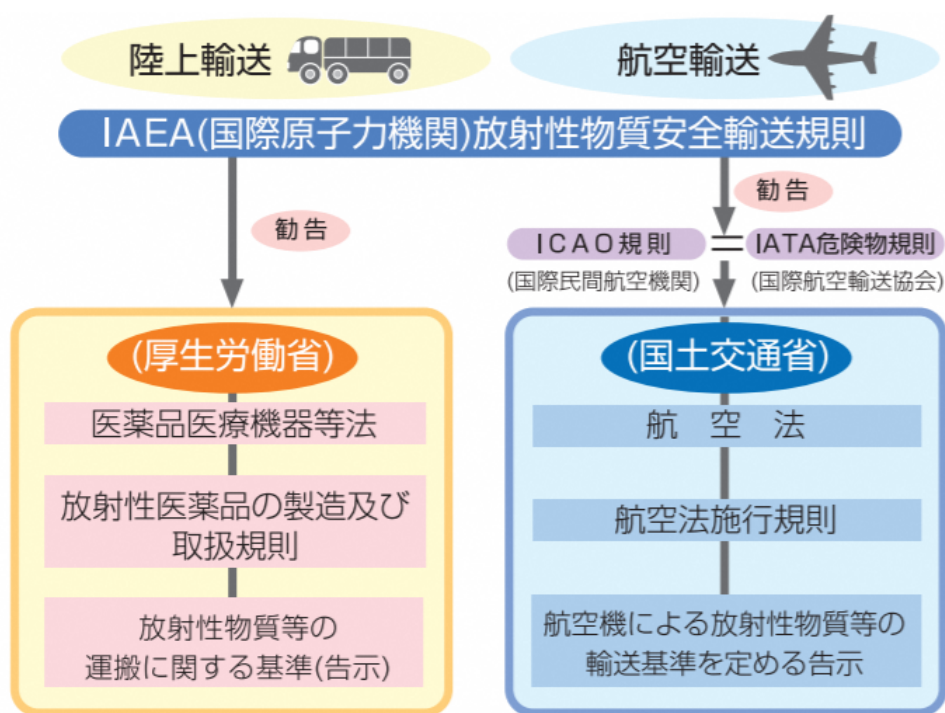 陸上輸送
航空輸送
IAEA(国際原子力機関)放射性物質安全輸送規則
勧告
勧告
ICAO規則
IATA危険物規則
(国際民間航空機関)
(国際航空輸送協会)
(厚生労働省)
医薬品医療機器等法
放射性医薬品の製造及び
取扱規則
放射性物質等の
運搬に関する基準(告示)
(国土交通省)
航空法
航空法施行規則
航空機による放射性物質等の
輸送基準を定める告示